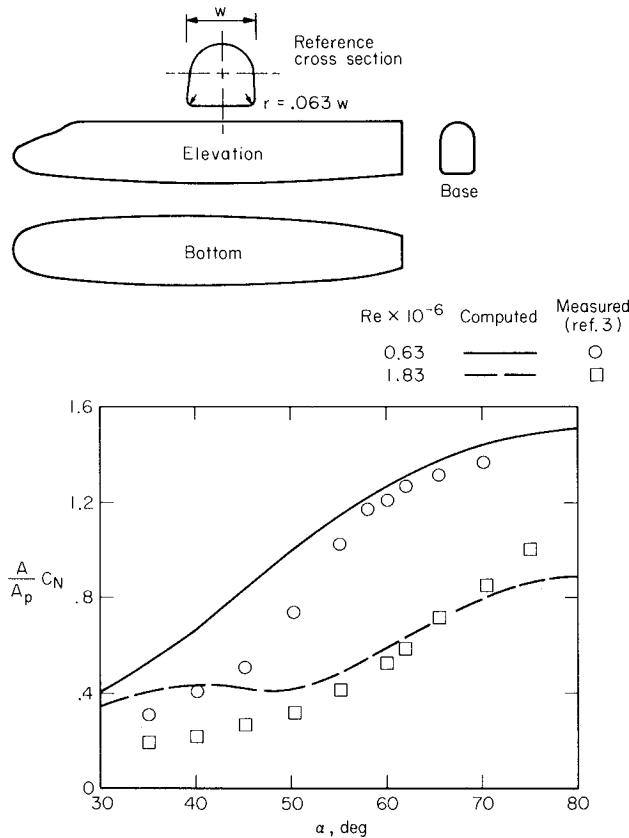 w
Reference
cross section
r = .063 w
Elevation
Base
Bottom
Re × 10⁻⁶ Computed Measured (ref. 3)
0.63
1.83
1.6
1.2
.8
.4
0
A/Aₚ C_N
30 40 50 60 70 80
α, deg